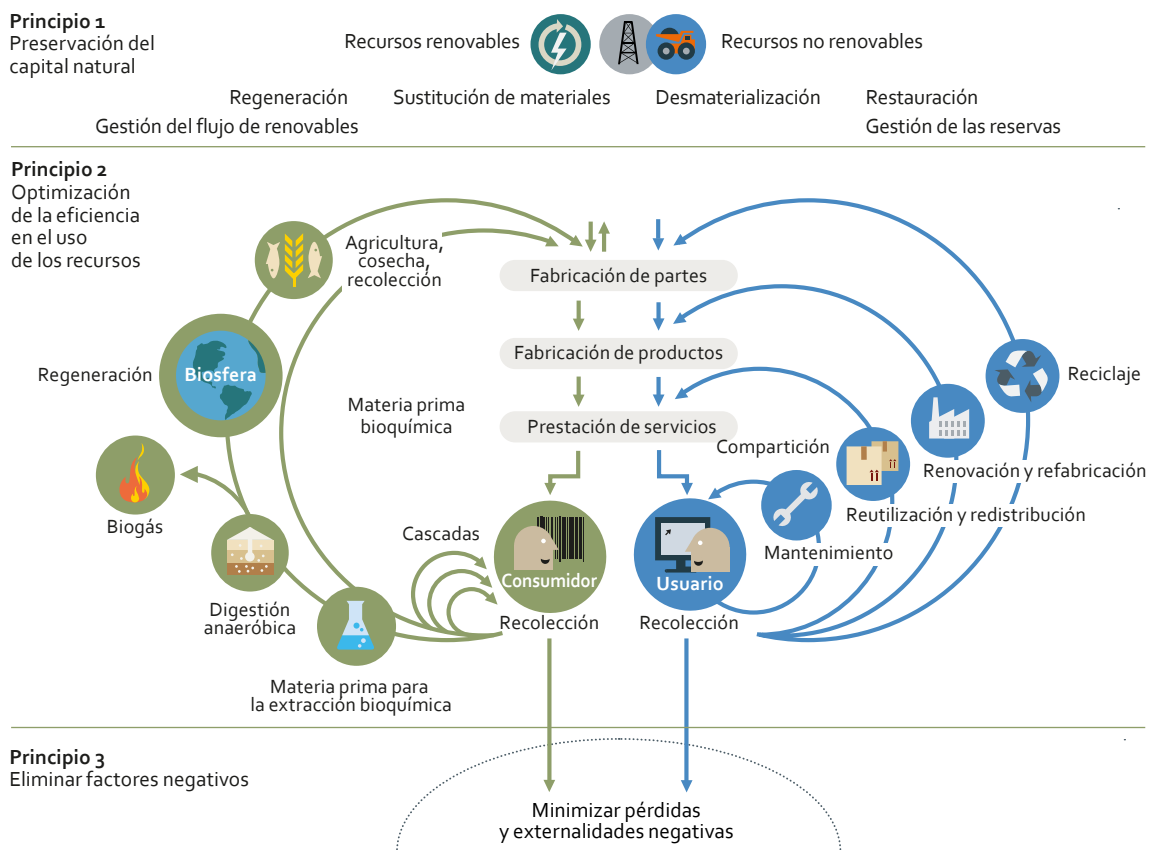 Principio 1
Preservación del
capital natural
Recursos renovables
Recursos no renovables
Regeneración
Sustitución de materiales
Desmaterialización
Restauración
Gestión del flujo de renovables
Gestión de las reservas
Principio 2
Optimización
de la eficiencia
en el uso
de los recursos
Agricultura,
cosecha,
recolección
Fabricación de partes
Fabricación de productos
Regeneración
Biosfera
Reciclaje
Materia prima
bioquímica
Prestación de servicios
Compartición
Renovación y refabricación
Biogás
Reutilización y redistribución
Cascadas
Mantenimiento
Consumidor
Usuario
Digestión
anaeróbica
Recolección
Recolección
Materia prima para
la extracción bioquímica
Principio 3
Eliminar factores negativos
Minimizar pérdidas
y externalidades negativas